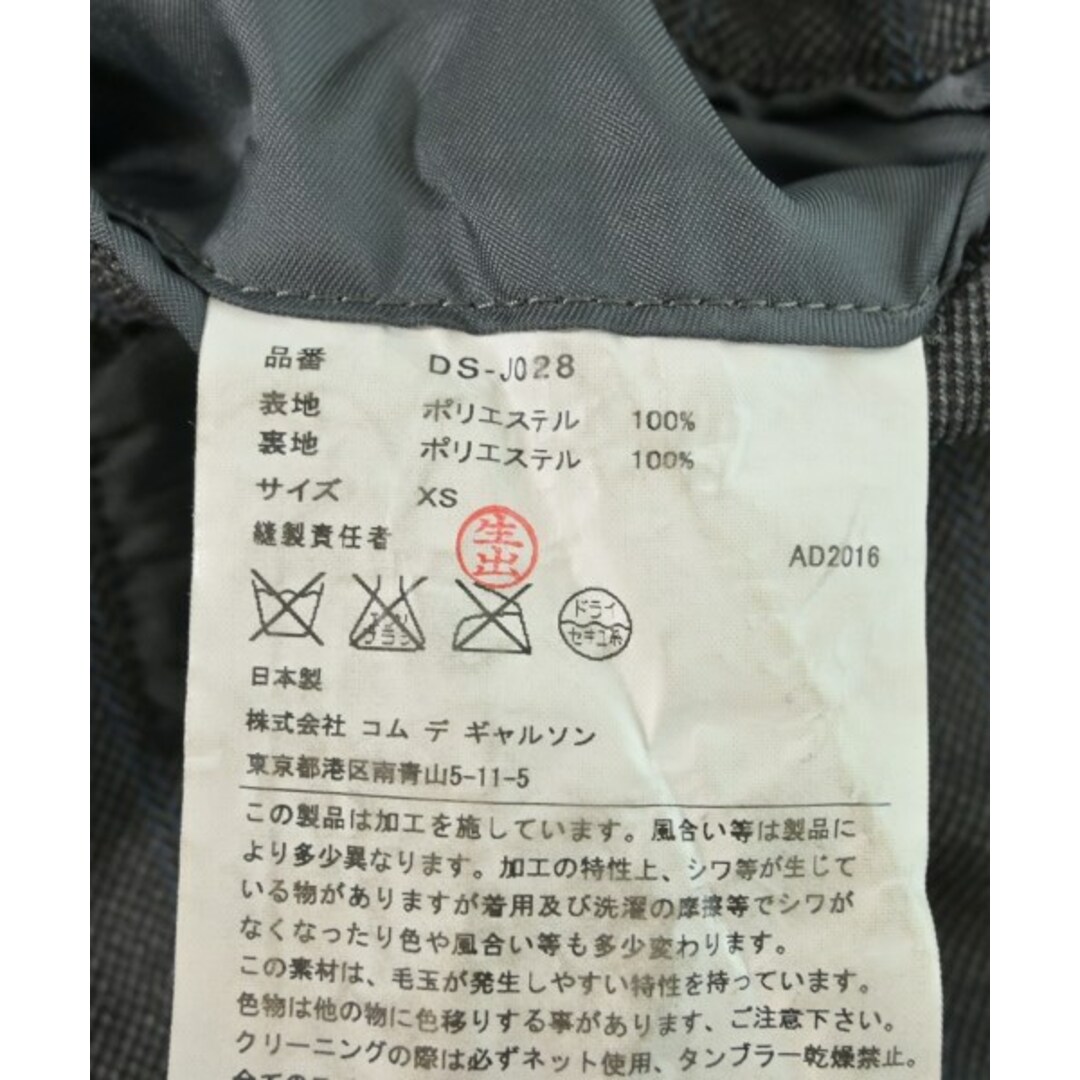 品番 DS-J028
表地 ポリエステル 100%
裏地 ポリエステル 100%
サイズ XS
縫製責任者 生出 AD2016
エンソ
サラシ
ドライ
セキユ系
日本製
株式会社 コム デ ギャルソン
東京都港区南青山5-11-5
この製品は加工を施しています。風合い等は製品に
より多少異なります。加工の特性上、シワ等が生じて
いる物がありますが着用及び洗濯の摩擦等でシワが
なくなったり色や風合い等も多少変わります。
この素材は、毛玉が発生しやすい特性を持っています。
色物は他の物に色移りする事があります、ご注意下さい。
クリーニングの際は必ずネット使用、タンブラー乾燥禁止。